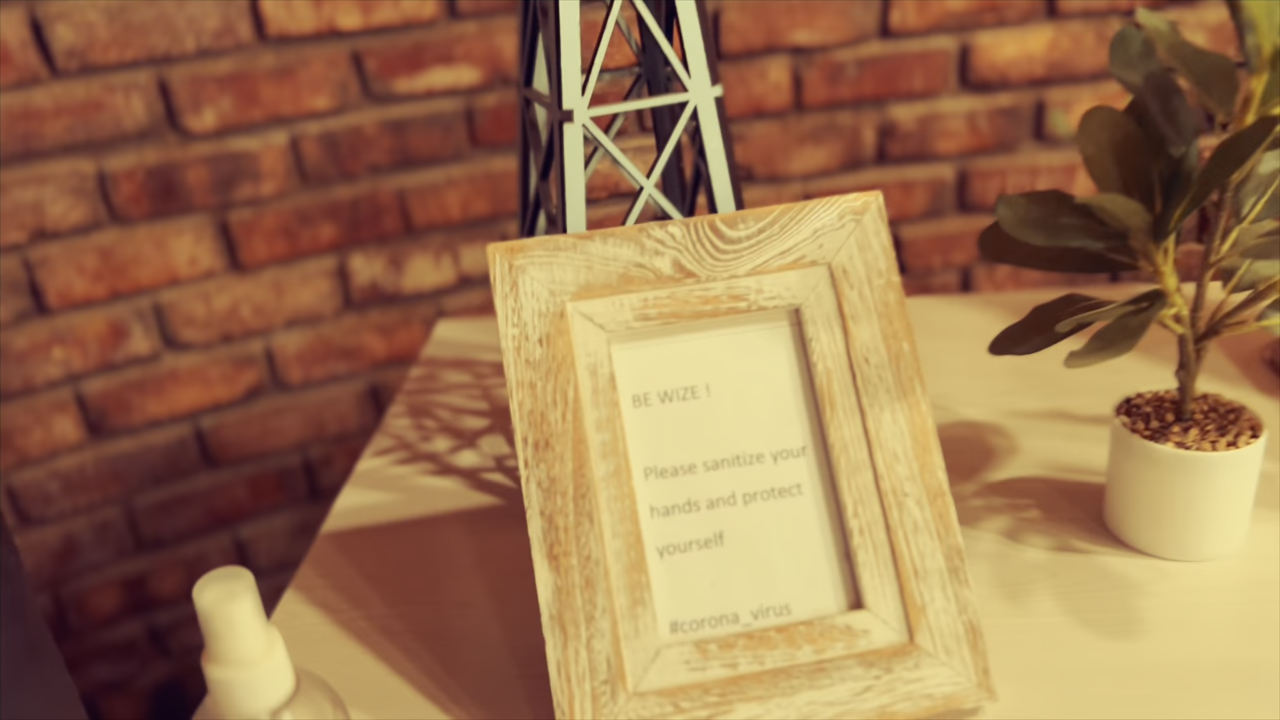 BE WIZE !
Please sanitize your
hands and protect
yourself
#corona_virus